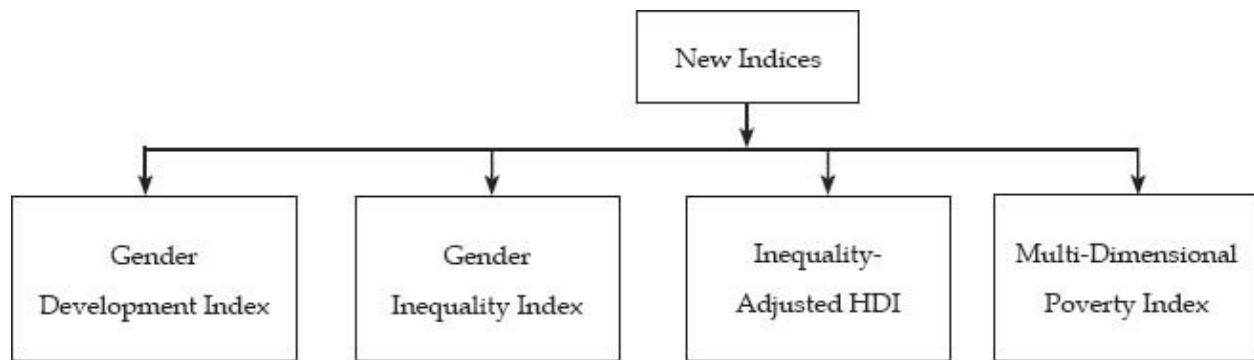 New Indices
Gender
Development Index
Gender
Inequality Index
Inequality-
Adjusted HDI
Multi-Dimensional
Poverty Index